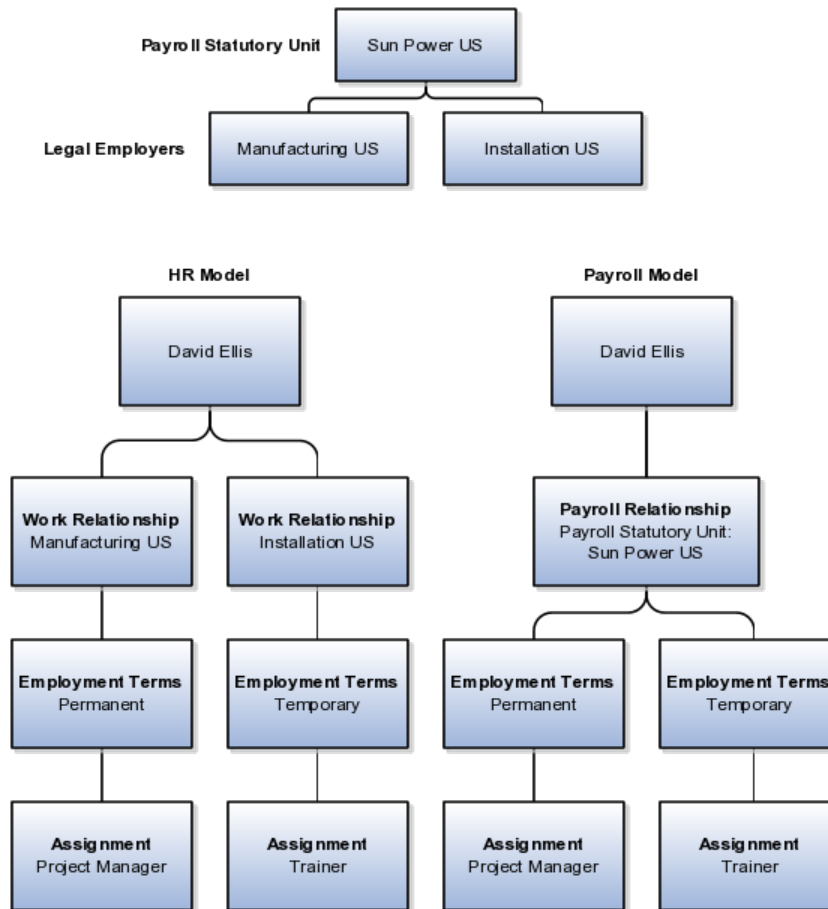 Payroll Statutory Unit
Sun Power US
Legal Employers
Manufacturing US
Installation US
HR Model
Payroll Model
David Ellis
David Ellis
Work Relationship
Manufacturing US
Work Relationship
Installation US
Payroll Relationship
Payroll Statutory Unit:
Sun Power US
Employment Terms
Permanent
Employment Terms
Temporary
Employment Terms
Permanent
Employment Terms
Temporary
Assignment
Project Manager
Assignment
Trainer
Assignment
Project Manager
Assignment
Trainer